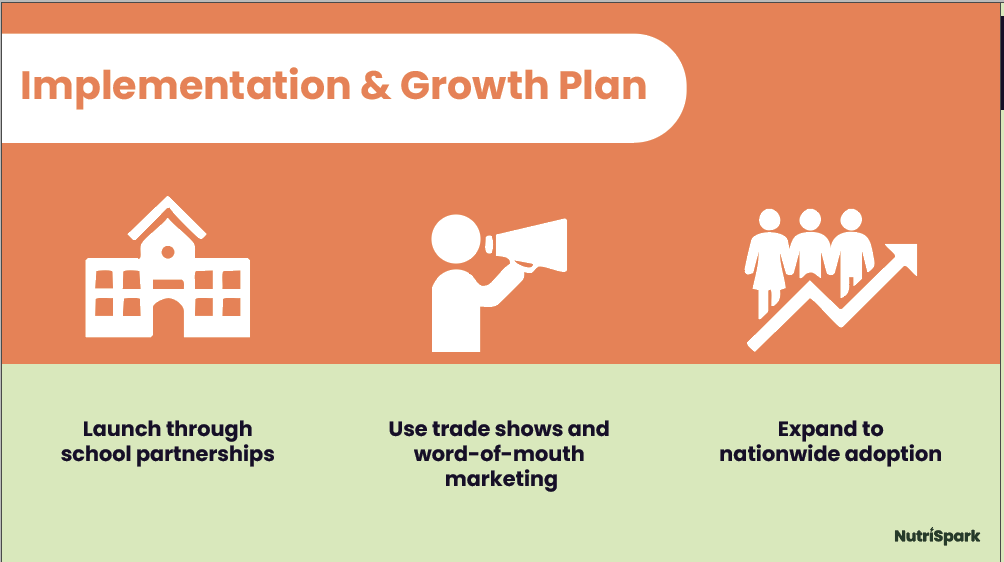 Implementation & Growth Plan
Launch through
school partnerships
Use trade shows and
word-of-mouth
marketing
Expand to
nationwide adoption
NutriSpark